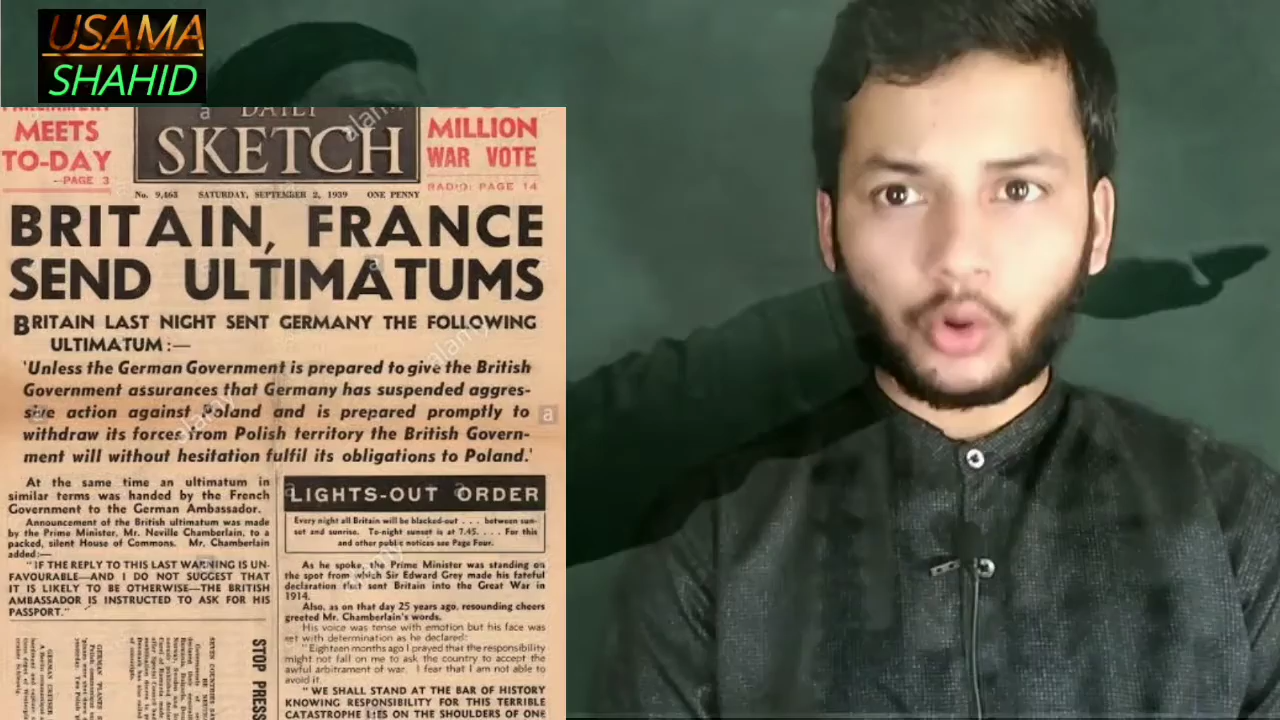 USAMA
SHAHID
MEETS
TO-DAY
--PAGE 3
DAILY
SKETCH
MILLION
WAR VOTE
RADIO: PAGE 14
No. 9,463 SATURDAY, SEPTEMBER 2, 1939 ONE PENNY
BRITAIN, FRANCE
SEND ULTIMATUMS
BRITAIN LAST NIGHT SENT GERMANY THE FOLLOWING
ULTIMATUM :—
'Unless the German Government is prepared to give the British
Government assurances that Germany has suspended aggres-
sive action against Poland and is prepared promptly to
withdraw its forces from Polish territory the British Govern-
ment will without hesitation fulfil its obligations to Poland.'
At the same time an ultimatum in
similar terms was handed by the French
Government to the German Ambassador.
Announcement of the British ultimatum was made
by the Prime Minister, Mr. Neville Chamberlain, to a
packed, silent House of Commons. Mr. Chamberlain
added:—
"IF THE REPLY TO THIS LAST WARNING IS UN-
FAVOURABLE—AND I DO NOT SUGGEST THAT
IT IS LIKELY TO BE OTHERWISE—THE BRITISH
AMBASSADOR IS INSTRUCTED TO ASK FOR HIS
PASSPORT."
STOP PRESS
LIGHTS-OUT ORDER
Every night all Britain will be blacked-out . . . between sun-
set and sunrise. To-night sunset is at 7.45. . . . For this
and other public notices see Page Four.
As he spoke, the Prime Minister was standing on
the spot from which Sir Edward Grey made his fateful
declaration that sent Britain into the Great War in
1914.
Also, as on that day 25 years ago, resounding cheers
greeted Mr. Chamberlain's words.
His voice was tense with emotion but his face was
set with determination as he declared:
"Eighteen months ago I prayed that the responsibility
might not fall on me to ask the country to accept the
awful arbitrament of war. I fear that I am not able to
avoid it.
"WE SHALL STAND AT THE BAR OF HISTORY
KNOWING RESPONSIBILITY FOR THIS TERRIBLE
CATASTROPHE LIES ON THE SHOULDERS OF ONE
alamy
alamy
alamy